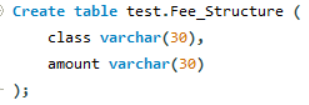 Create table test.Fee_Structure (
class varchar(30),
amount varchar(30)
);